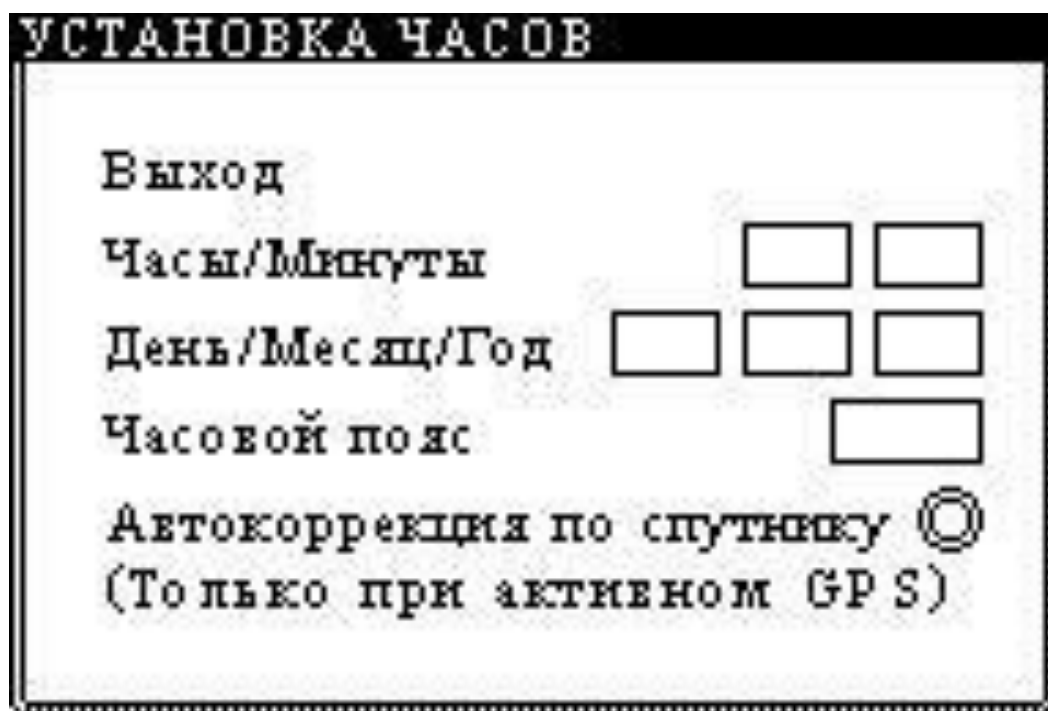 УСТАНОВКА ЧАСОВ
Выход
Часы/Минуты
День/Месяц/Год
Часовой пояс
Автокоррекция по спутнику
(Только при активном GPS)